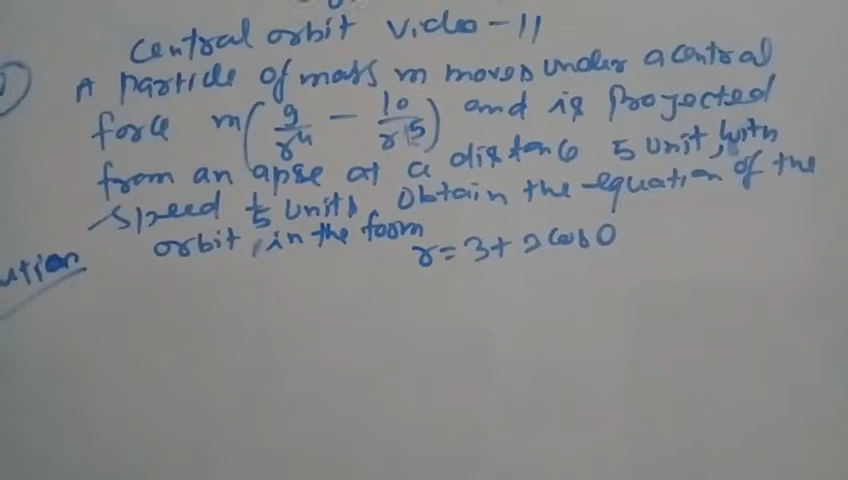 Central orbit Video - 11
A particle of mass m moves under a central
force m(9/r⁴ - 10/r⁵) and is projected
from an apse at a distance 5 unit, with
speed 1/5 units. Obtain the equation of the
orbit, in the form
r = 3 + 2 cos θ